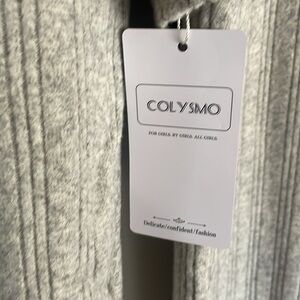 COLYSMO
FOR GIRLS BY GIRLS ALL GIRLS
Delicate/confident/fashion